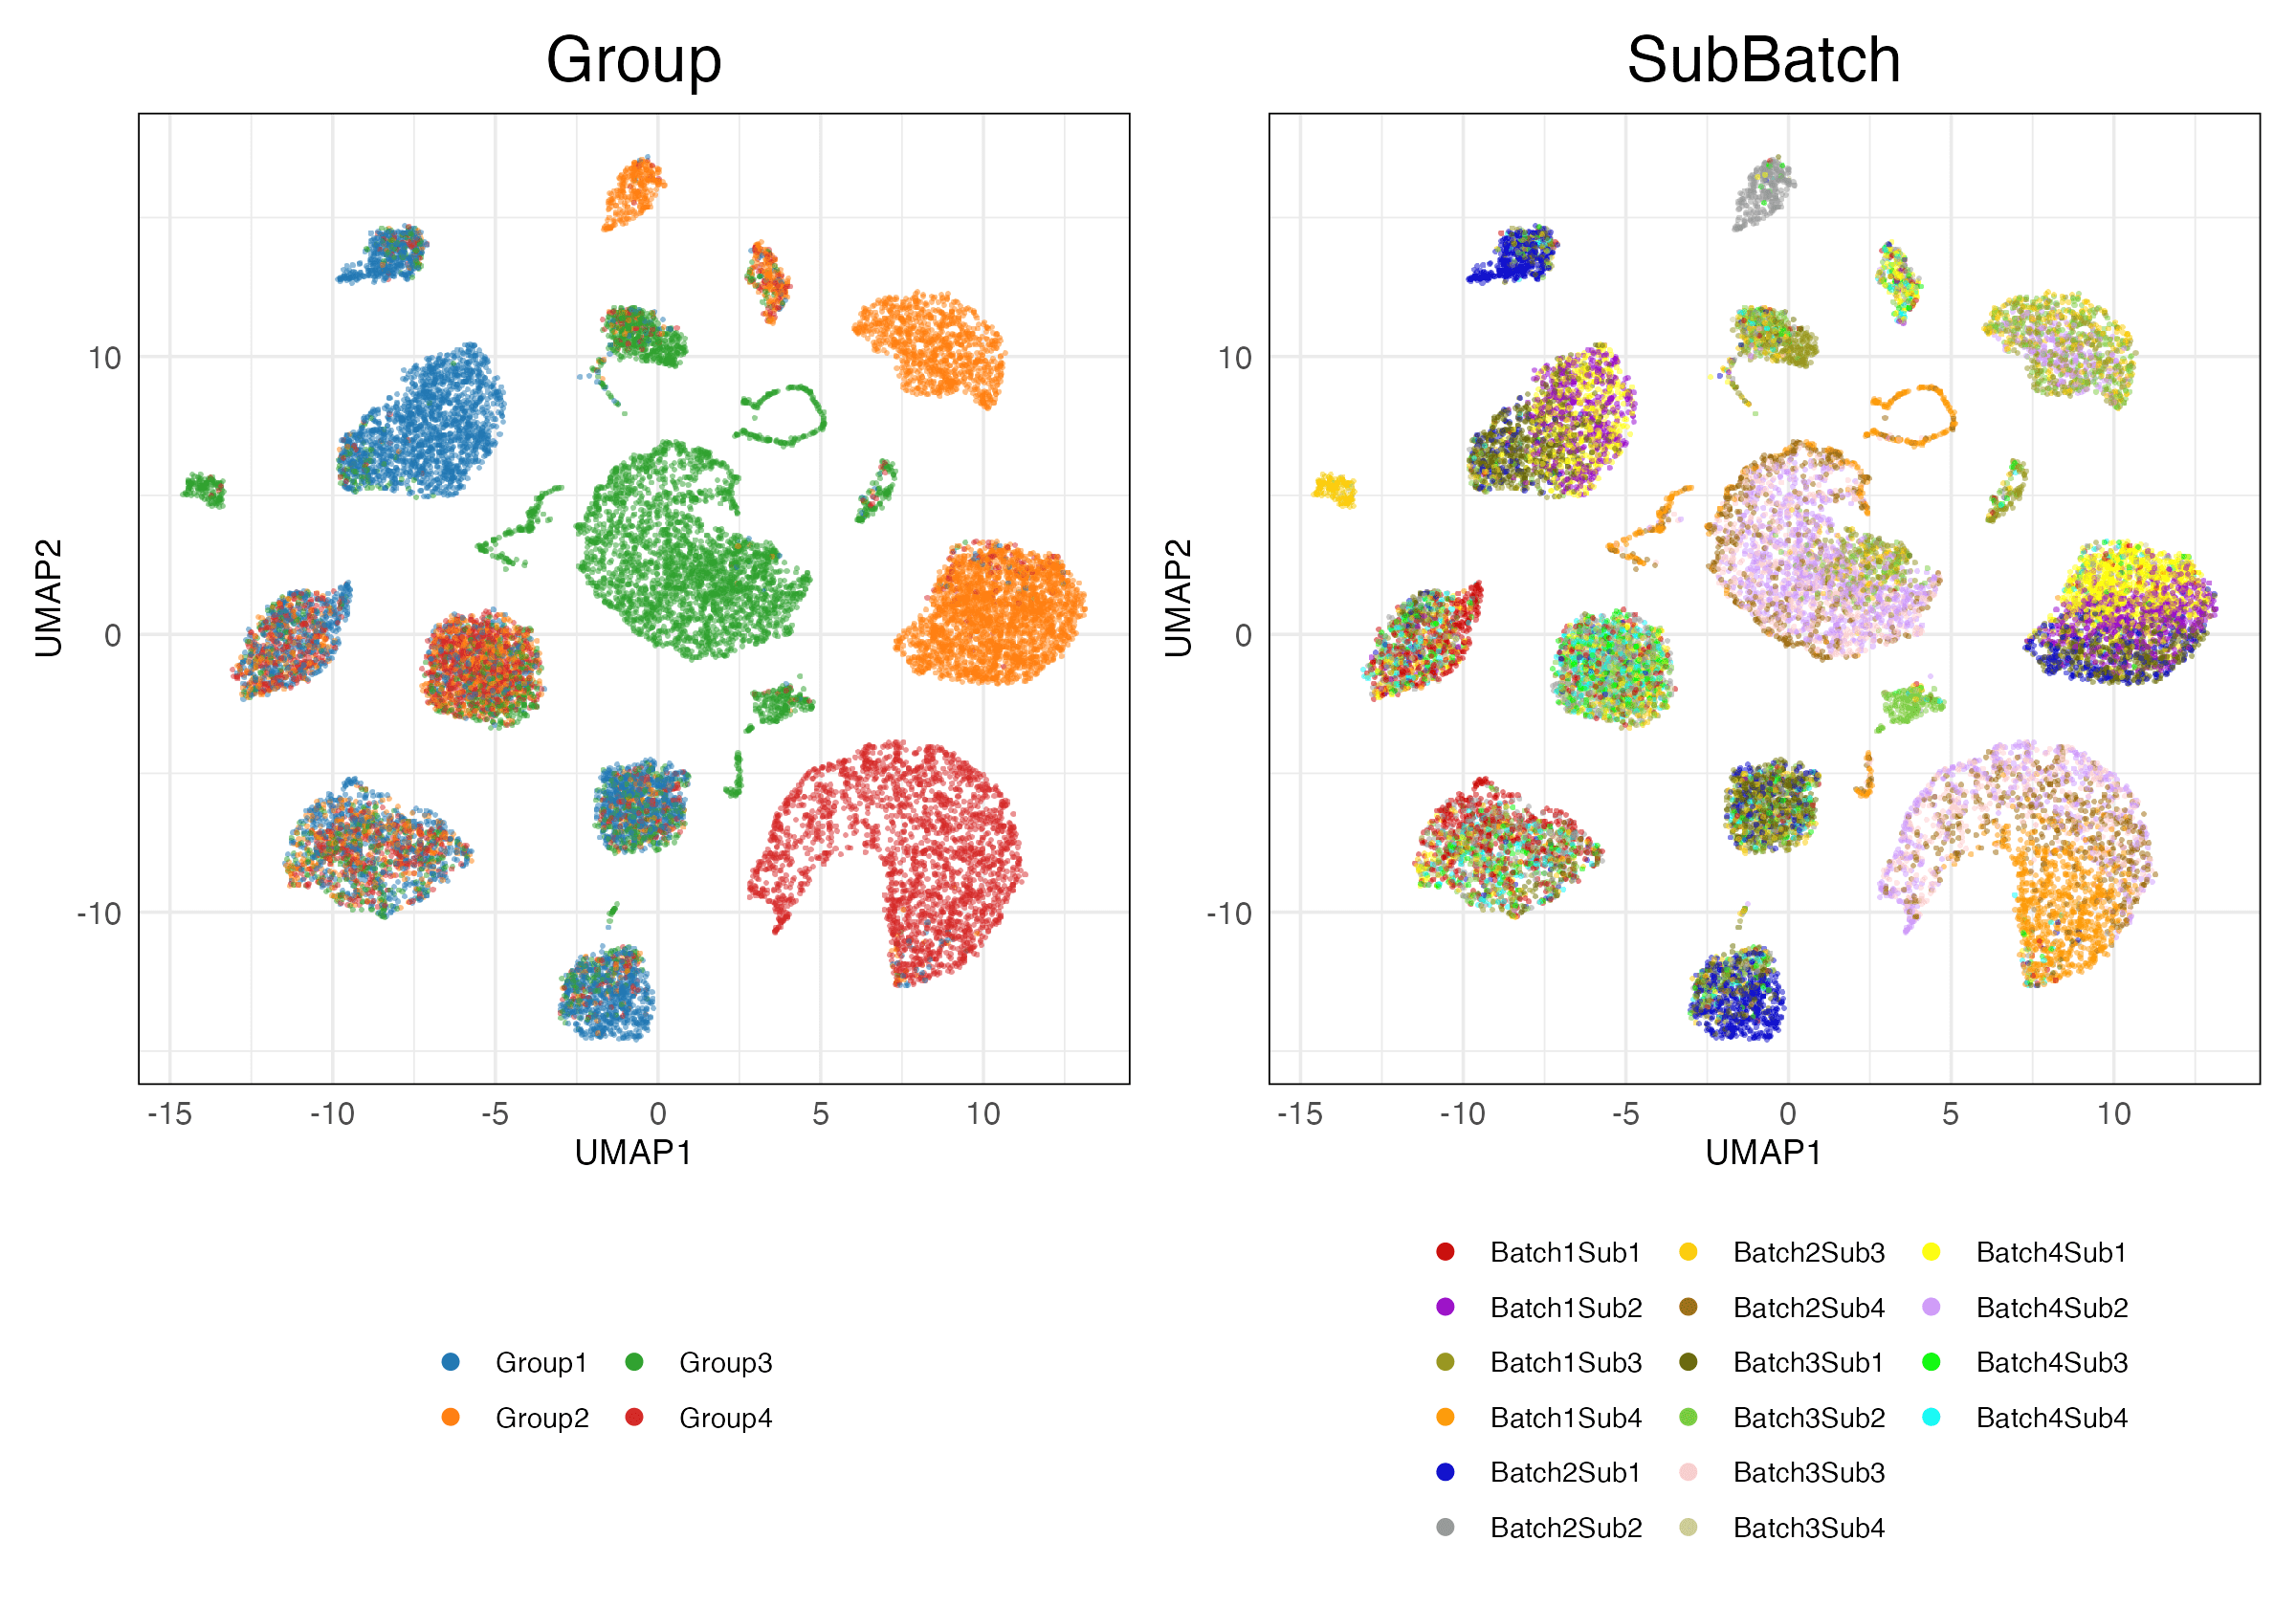 Group
SubBatch
10
0
-10
UMAP2
-15 -10 -5 0 5 10
UMAP1
10
0
-10
UMAP2
-15 -10 -5 0 5 10
UMAP1
Group1 Group3
Group2 Group4
Batch1Sub1 Batch2Sub3 Batch4Sub1
Batch1Sub2 Batch2Sub4 Batch4Sub2
Batch1Sub3 Batch3Sub1 Batch4Sub3
Batch1Sub4 Batch3Sub2 Batch4Sub4
Batch2Sub1 Batch3Sub3
Batch2Sub2 Batch3Sub4